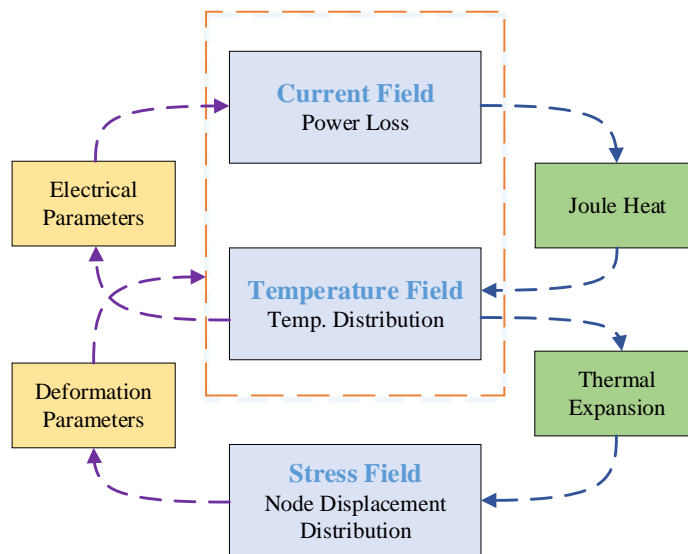 Current Field
Power Loss
Electrical
Parameters
Joule Heat
Temperature Field
Temp. Distribution
Deformation
Parameters
Thermal
Expansion
Stress Field
Node Displacement
Distribution